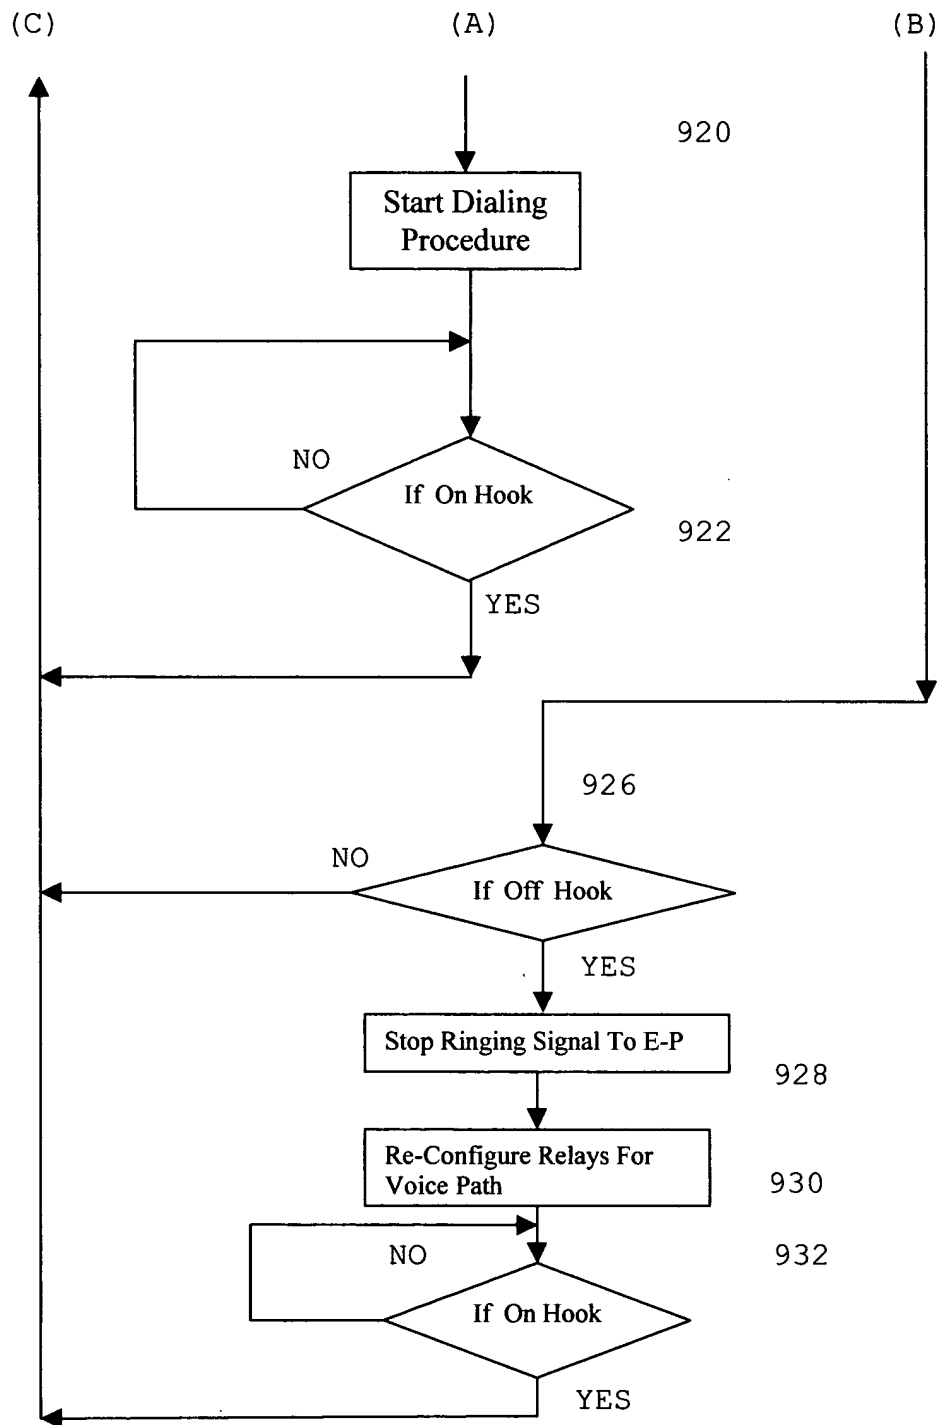 (C) (A) (B)
920
Start Dialing
Procedure
NO
If On Hook
922
YES
926
NO
If Off Hook
YES
Stop Ringing Signal To E-P
928
Re-Configure Relays For
Voice Path
930
NO
932
If On Hook
YES